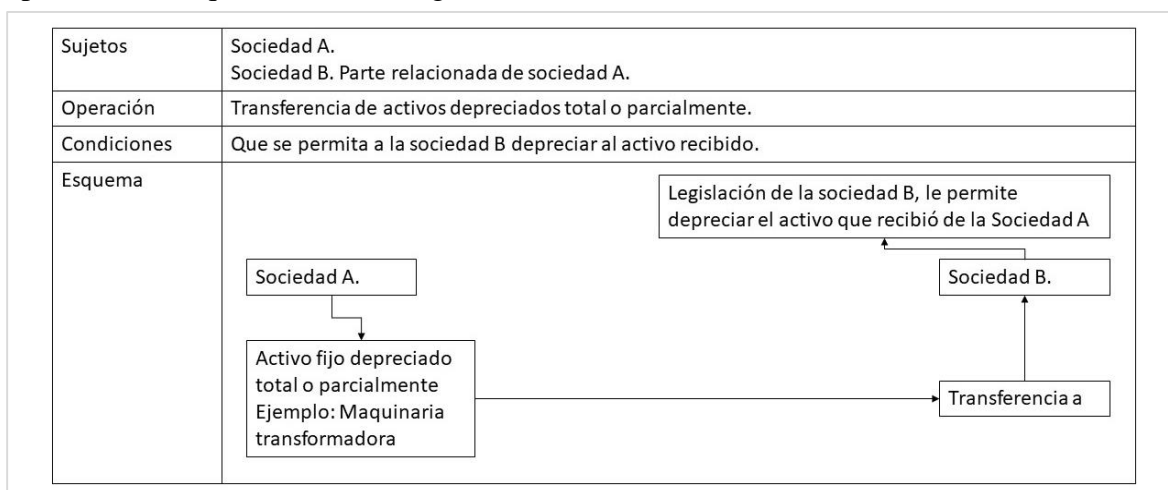 Sujetos
Sociedad A.
Sociedad B. Parte relacionada de sociedad A.
Operación
Transferencia de activos depreciados total o parcialmente.
Condiciones
Que se permita a la sociedad B depreciar al activo recibido.
Esquema
Legislación de la sociedad B, le permite
depreciar el activo que recibió de la Sociedad A
Sociedad A.
Sociedad B.
Activo fijo depreciado
total o parcialmente
Ejemplo: Maquinaria
transformadora
Transferencia a